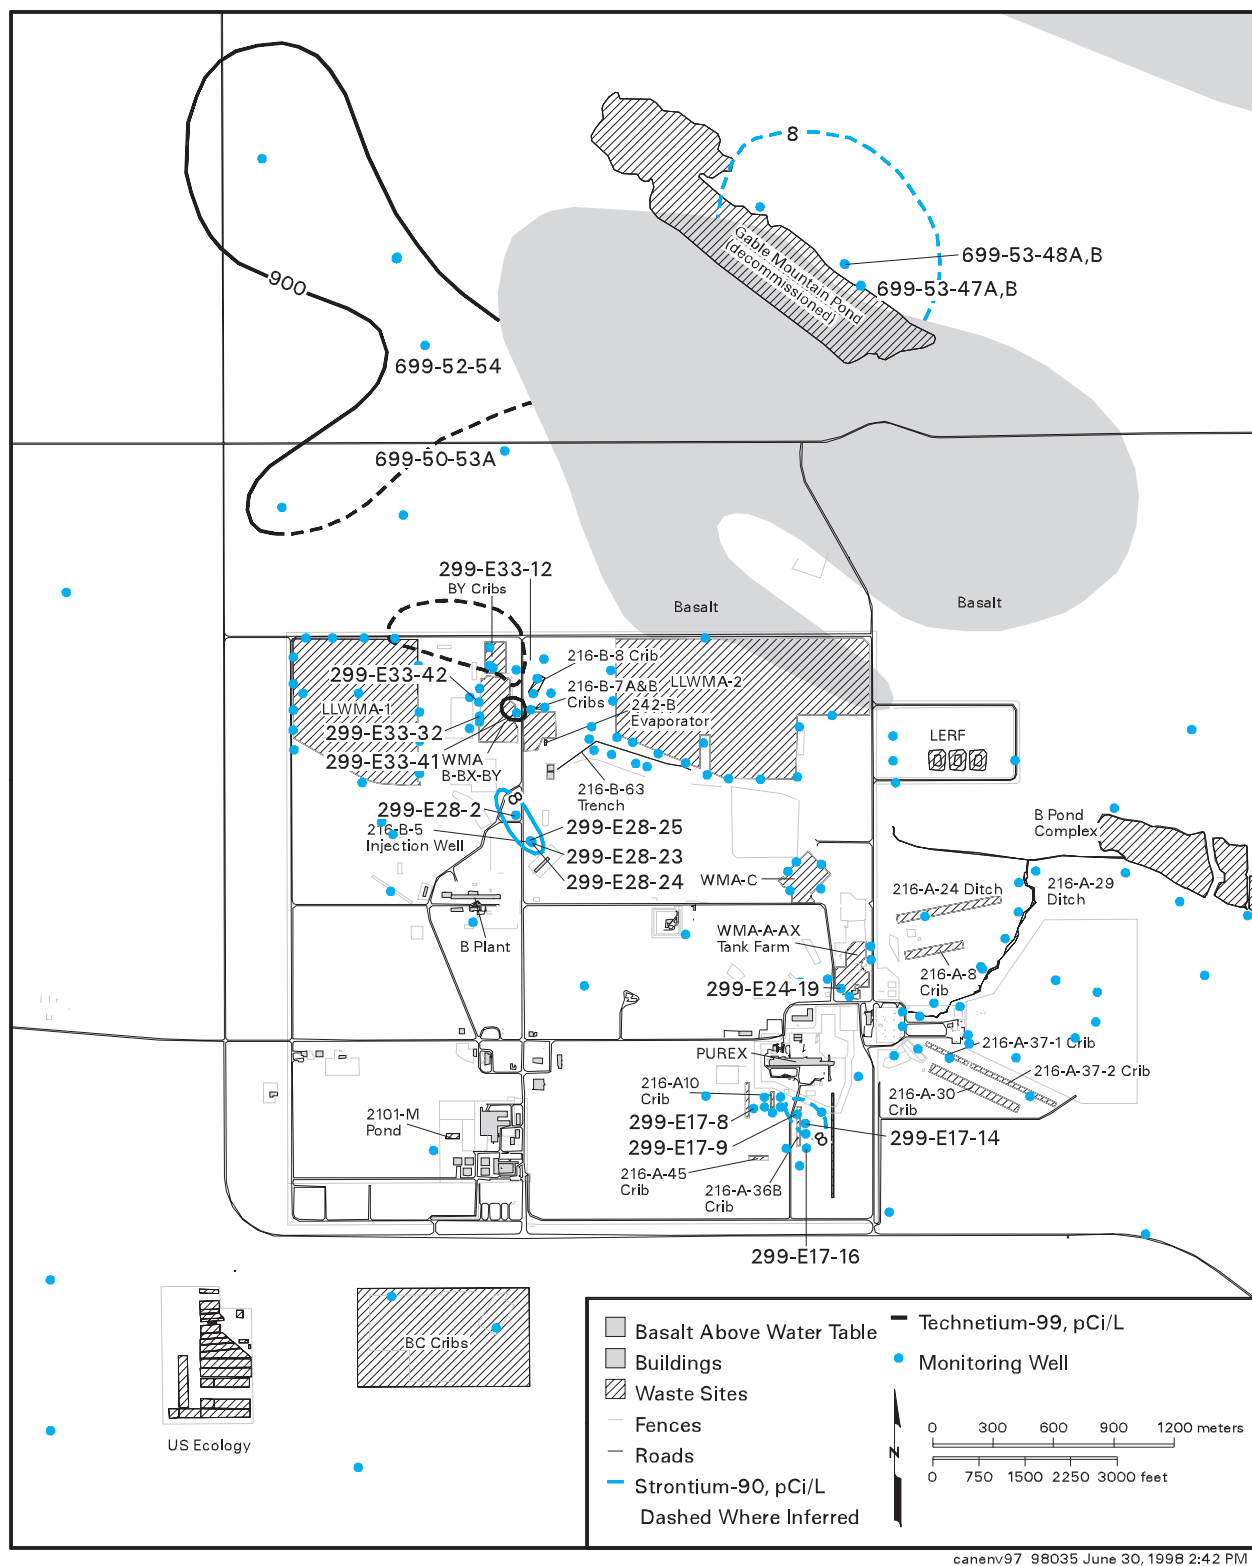 8
699-53-48A,B
Gable Mountain Pond
(decommissioned)
699-53-47A,B
900
699-52-54
699-50-53A
299-E33-12
BY Cribs
Basalt
Basalt
216-B-8 Crib
299-E33-42
LLWMA-2
216-B-7A&B
Cribs
LLWMA-1
242-B
Evaporator
299-E33-32
LERF
299-E33-41
WMA
B-BX-BY
216-B-63
Trench
8
299-E28-2
B Pond
Complex
216-B-5
Injection Well
299-E28-25
299-E28-23
299-E28-24
WMA-C
216-A-24 Ditch
216-A-29
Ditch
B Plant
WMA-A-AX
Tank Farm
216-A-8
Crib
299-E24-19
PUREX
216-A-37-1 Crib
216-A-37-2 Crib
216-A10
Crib
216-A-30
Crib
2101-M
Pond
299-E17-8
299-E17-9
8
299-E17-14
216-A-45
Crib
216-A-36B
Crib
299-E17-16
BC Cribs
US Ecology
Basalt Above Water Table
Buildings
Waste Sites
Fences
Roads
Strontium-90, pCi/L
Dashed Where Inferred
Technetium-99, pCi/L
Monitoring Well
N
0 300 600 900 1200 meters
0 750 1500 2250 3000 feet
canenv97_98035 June 30, 1998 2:42 PM